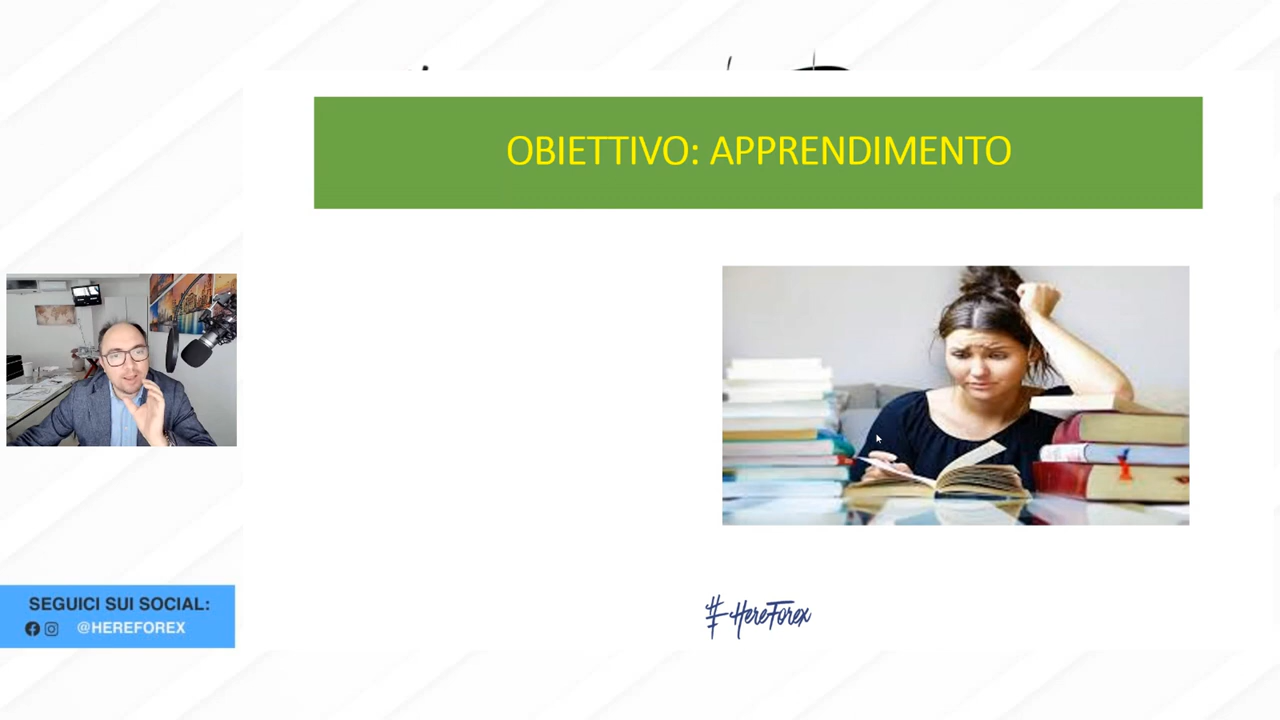 OBIETTIVO: APPRENDIMENTO
SEGUICI SUI SOCIAL:
@HEREFOREX
#HereForex